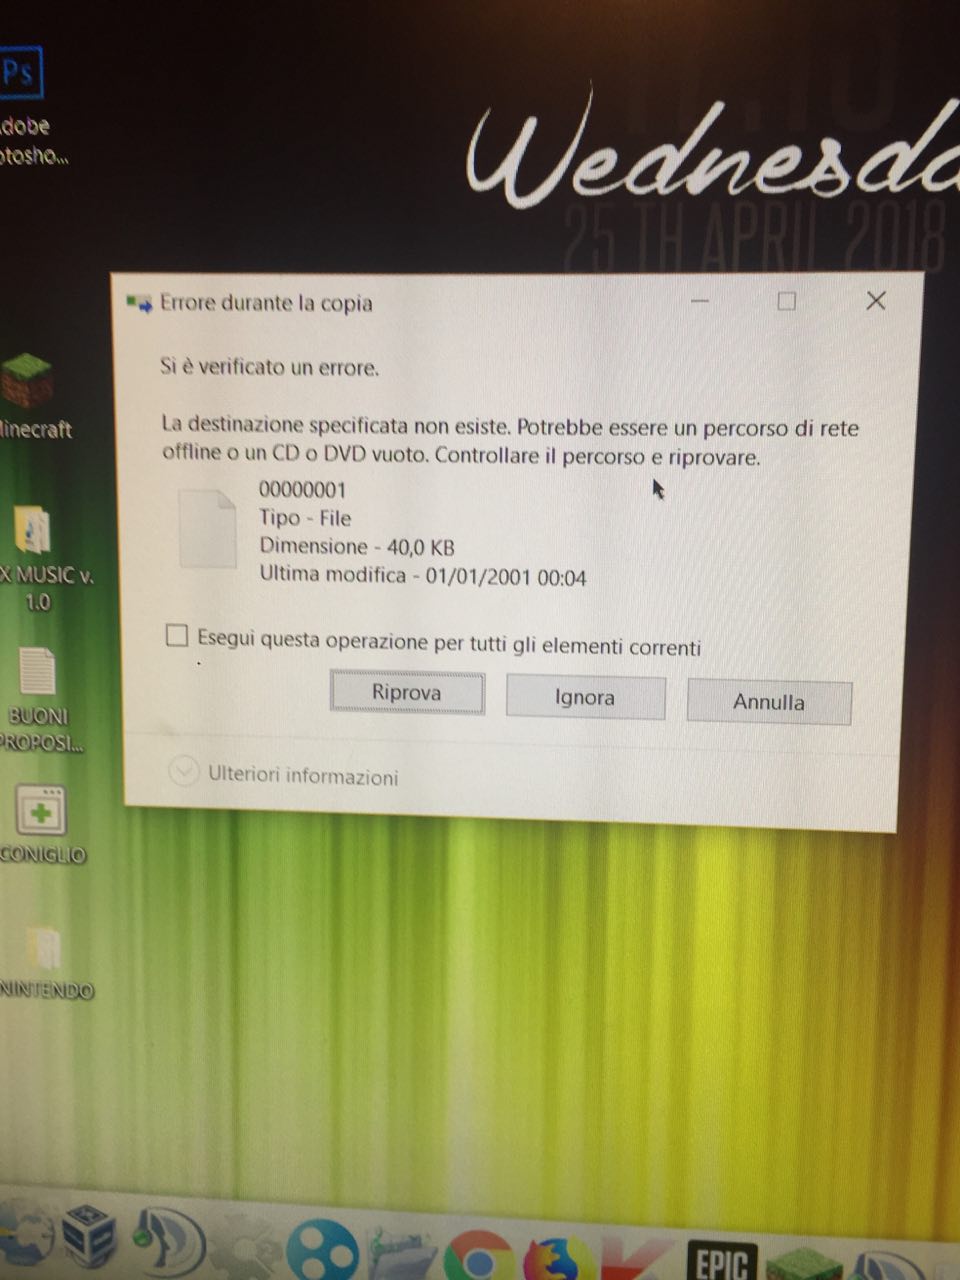 Ps
dobe
otosho...
Wednesda
25 TH APRIL 2018
Errore durante la copia
Si è verificato un errore.
La destinazione specificata non esiste. Potrebbe essere un percorso di rete
offline o un CD o DVD vuoto. Controllare il percorso e riprovare.
00000001
Tipo - File
Dimensione - 40,0 KB
Ultima modifica - 01/01/2001 00:04
Esegui questa operazione per tutti gli elementi correnti
Riprova
Ignora
Annulla
Ulteriori informazioni
inecraft
X MUSIC v.
1.0
BUONI
PROPOSI...
CONIGLIO
NINTENDO
EPIC